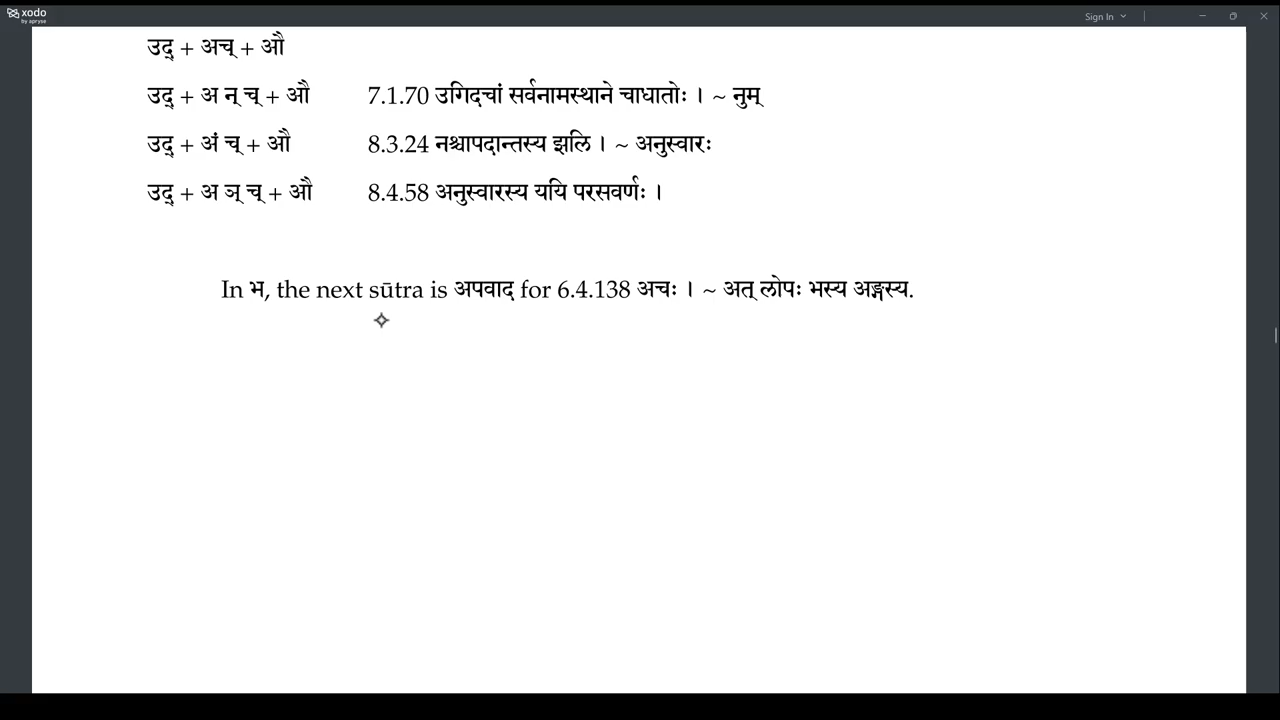 xodo
by apryse
Sign In
उद् + अच् + औ
उद् + अ न् च् + औ 7.1.70 उगिदचां सर्वनामस्थाने चाधातोः । ~ नुम्
उद् + अं च् + औ 8.3.24 नश्चापदान्तस्य झलि । ~ अनुस्वारः
उद् + अ ञ् च् + औ 8.4.58 अनुस्वारस्य ययि परसवर्णः ।
In भ, the next sūtra is अपवाद for 6.4.138 अचः । ~ अत् लोपः भस्य अङ्गस्य.